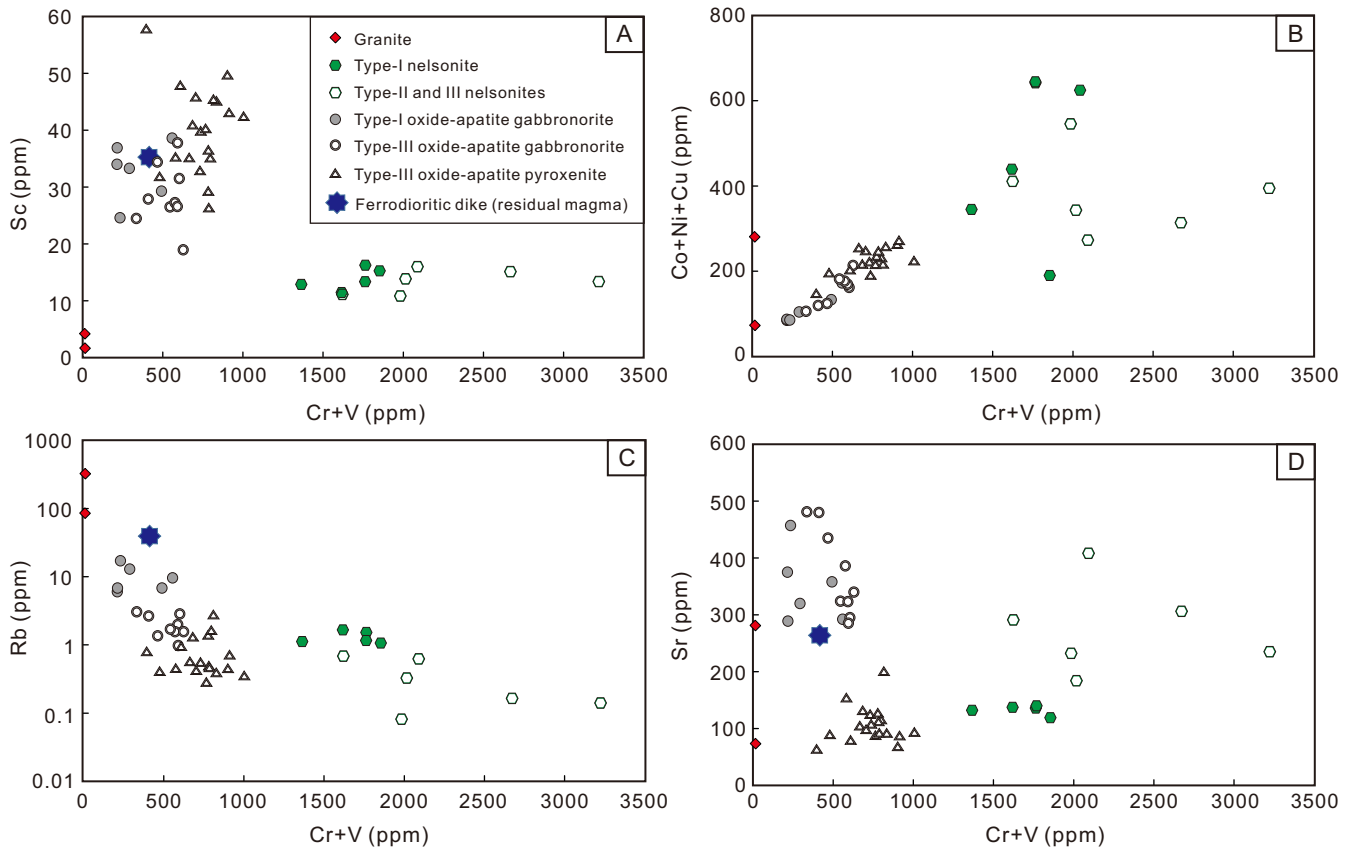 60
50
40
30
20
10
0
Sc (ppm)
A
Granite
Type-I nelsonite
Type-II and III nelsonites
Type-I oxide-apatite gabbronorite
Type-III oxide-apatite gabbronorite
Type-III oxide-apatite pyroxenite
Ferrodioritic dike (residual magma)
0 500 1000 1500 2000 2500 3000 3500
Cr+V (ppm)
800
600
400
200
0
Co+Ni+Cu (ppm)
B
0 500 1000 1500 2000 2500 3000 3500
Cr+V (ppm)
1000
100
10
1
0.1
0.01
Rb (ppm)
C
0 500 1000 1500 2000 2500 3000 3500
Cr+V (ppm)
600
500
400
300
200
100
0
Sr (ppm)
D
0 500 1000 1500 2000 2500 3000 3500
Cr+V (ppm)